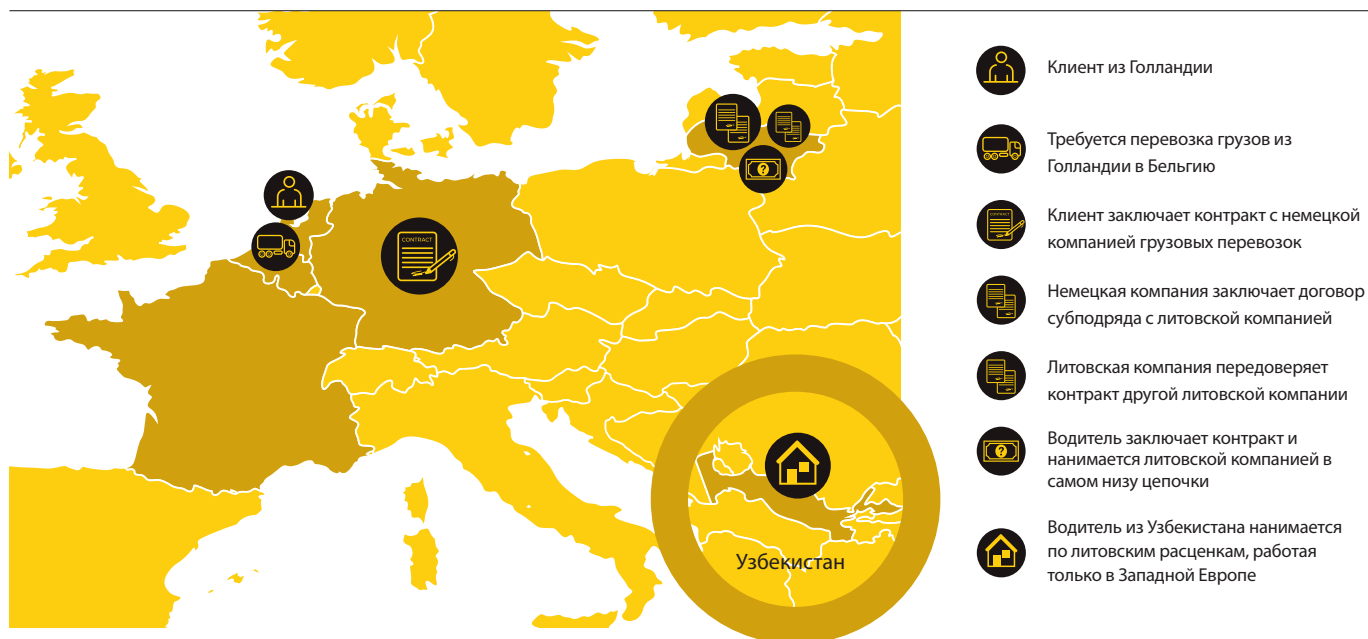 Клиент из Голландии
Требуется перевозка грузов из
Голландии в Бельгию
CONTRACT
Клиент заключает контракт с немецкой
компанией грузовых перевозок
Немецкая компания заключает договор
субподряда с литовской компанией
Литовская компания передоверяет
контракт другой литовской компании
Водитель заключает контракт и
нанимается литовской компанией в
самом низу цепочки
Водитель из Узбекистана нанимается
по литовским расценкам, работая
только в Западной Европе
CONTRACT
Узбекистан